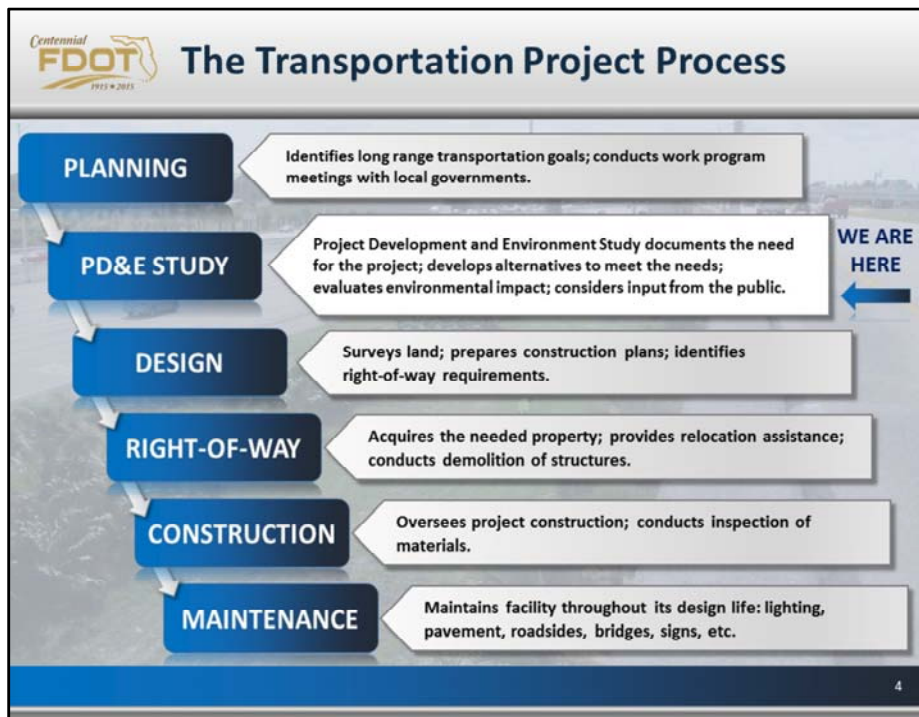 Centennial
FDOT
1915 ★ 2015
The Transportation Project Process
PLANNING
Identifies long range transportation goals; conducts work program
meetings with local governments.
PD&E STUDY
Project Development and Environment Study documents the need
for the project; develops alternatives to meet the needs;
evaluates environmental impact; considers input from the public.
WE ARE
HERE
DESIGN
Surveys land; prepares construction plans; identifies
right-of-way requirements.
RIGHT-OF-WAY
Acquires the needed property; provides relocation assistance;
conducts demolition of structures.
CONSTRUCTION
Oversees project construction; conducts inspection of
materials.
MAINTENANCE
Maintains facility throughout its design life: lighting,
pavement, roadsides, bridges, signs, etc.
4